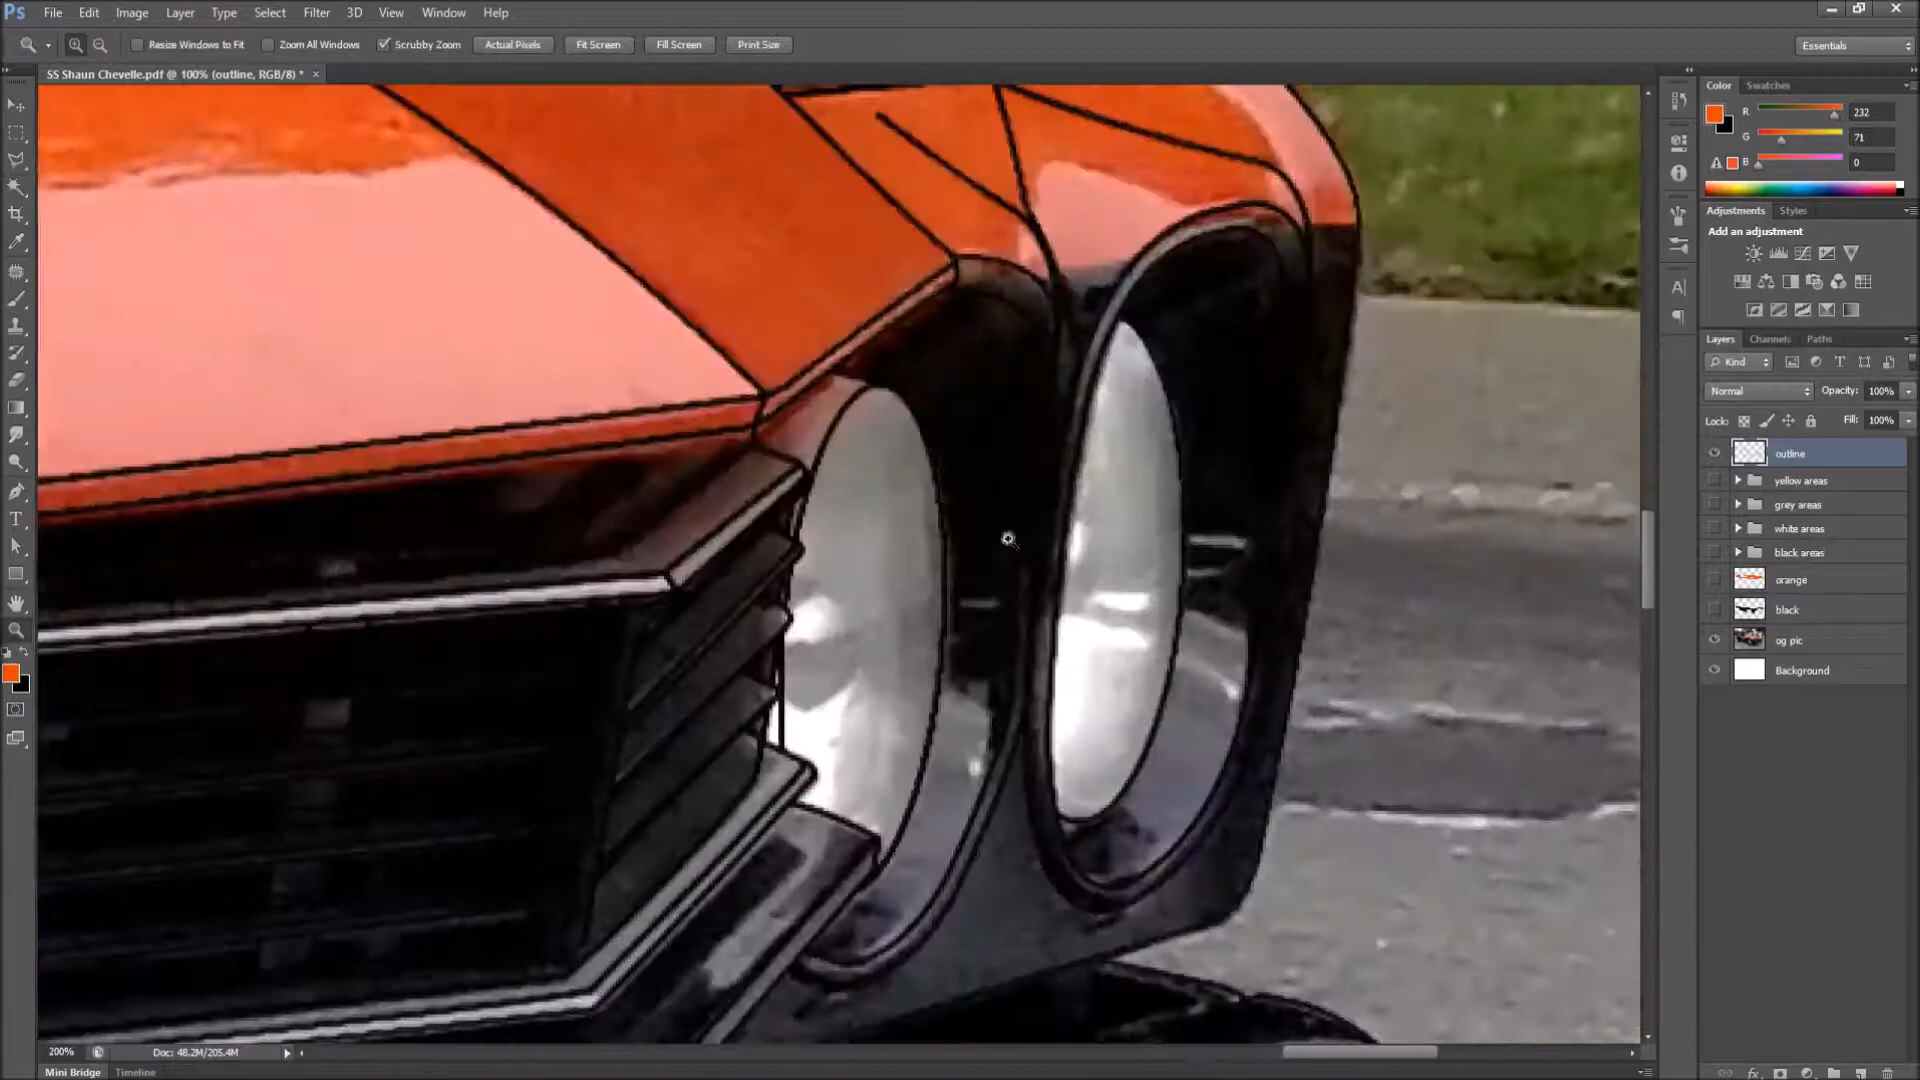 Ps File Edit Image Layer Type Select Filter 3D View Window Help
Resize Windows to Fit Zoom All Windows Scrubby Zoom Actual Pixels Fit Screen Fill Screen Print Size Essentials
SS Shaun Chevelle.pdf @ 100% (outline, RGB/8) * ×
Color Swatches
R 232
G 71
B 0
Adjustments Styles
Add an adjustment
Layers Channels Paths
Kind
Normal Opacity: 100%
Lock: Fill: 100%
outline
yellow areas
grey areas
white areas
black areas
orange
black
og pic
Background
200% Doc: 48.2M/205.4M
Mini Bridge Timeline